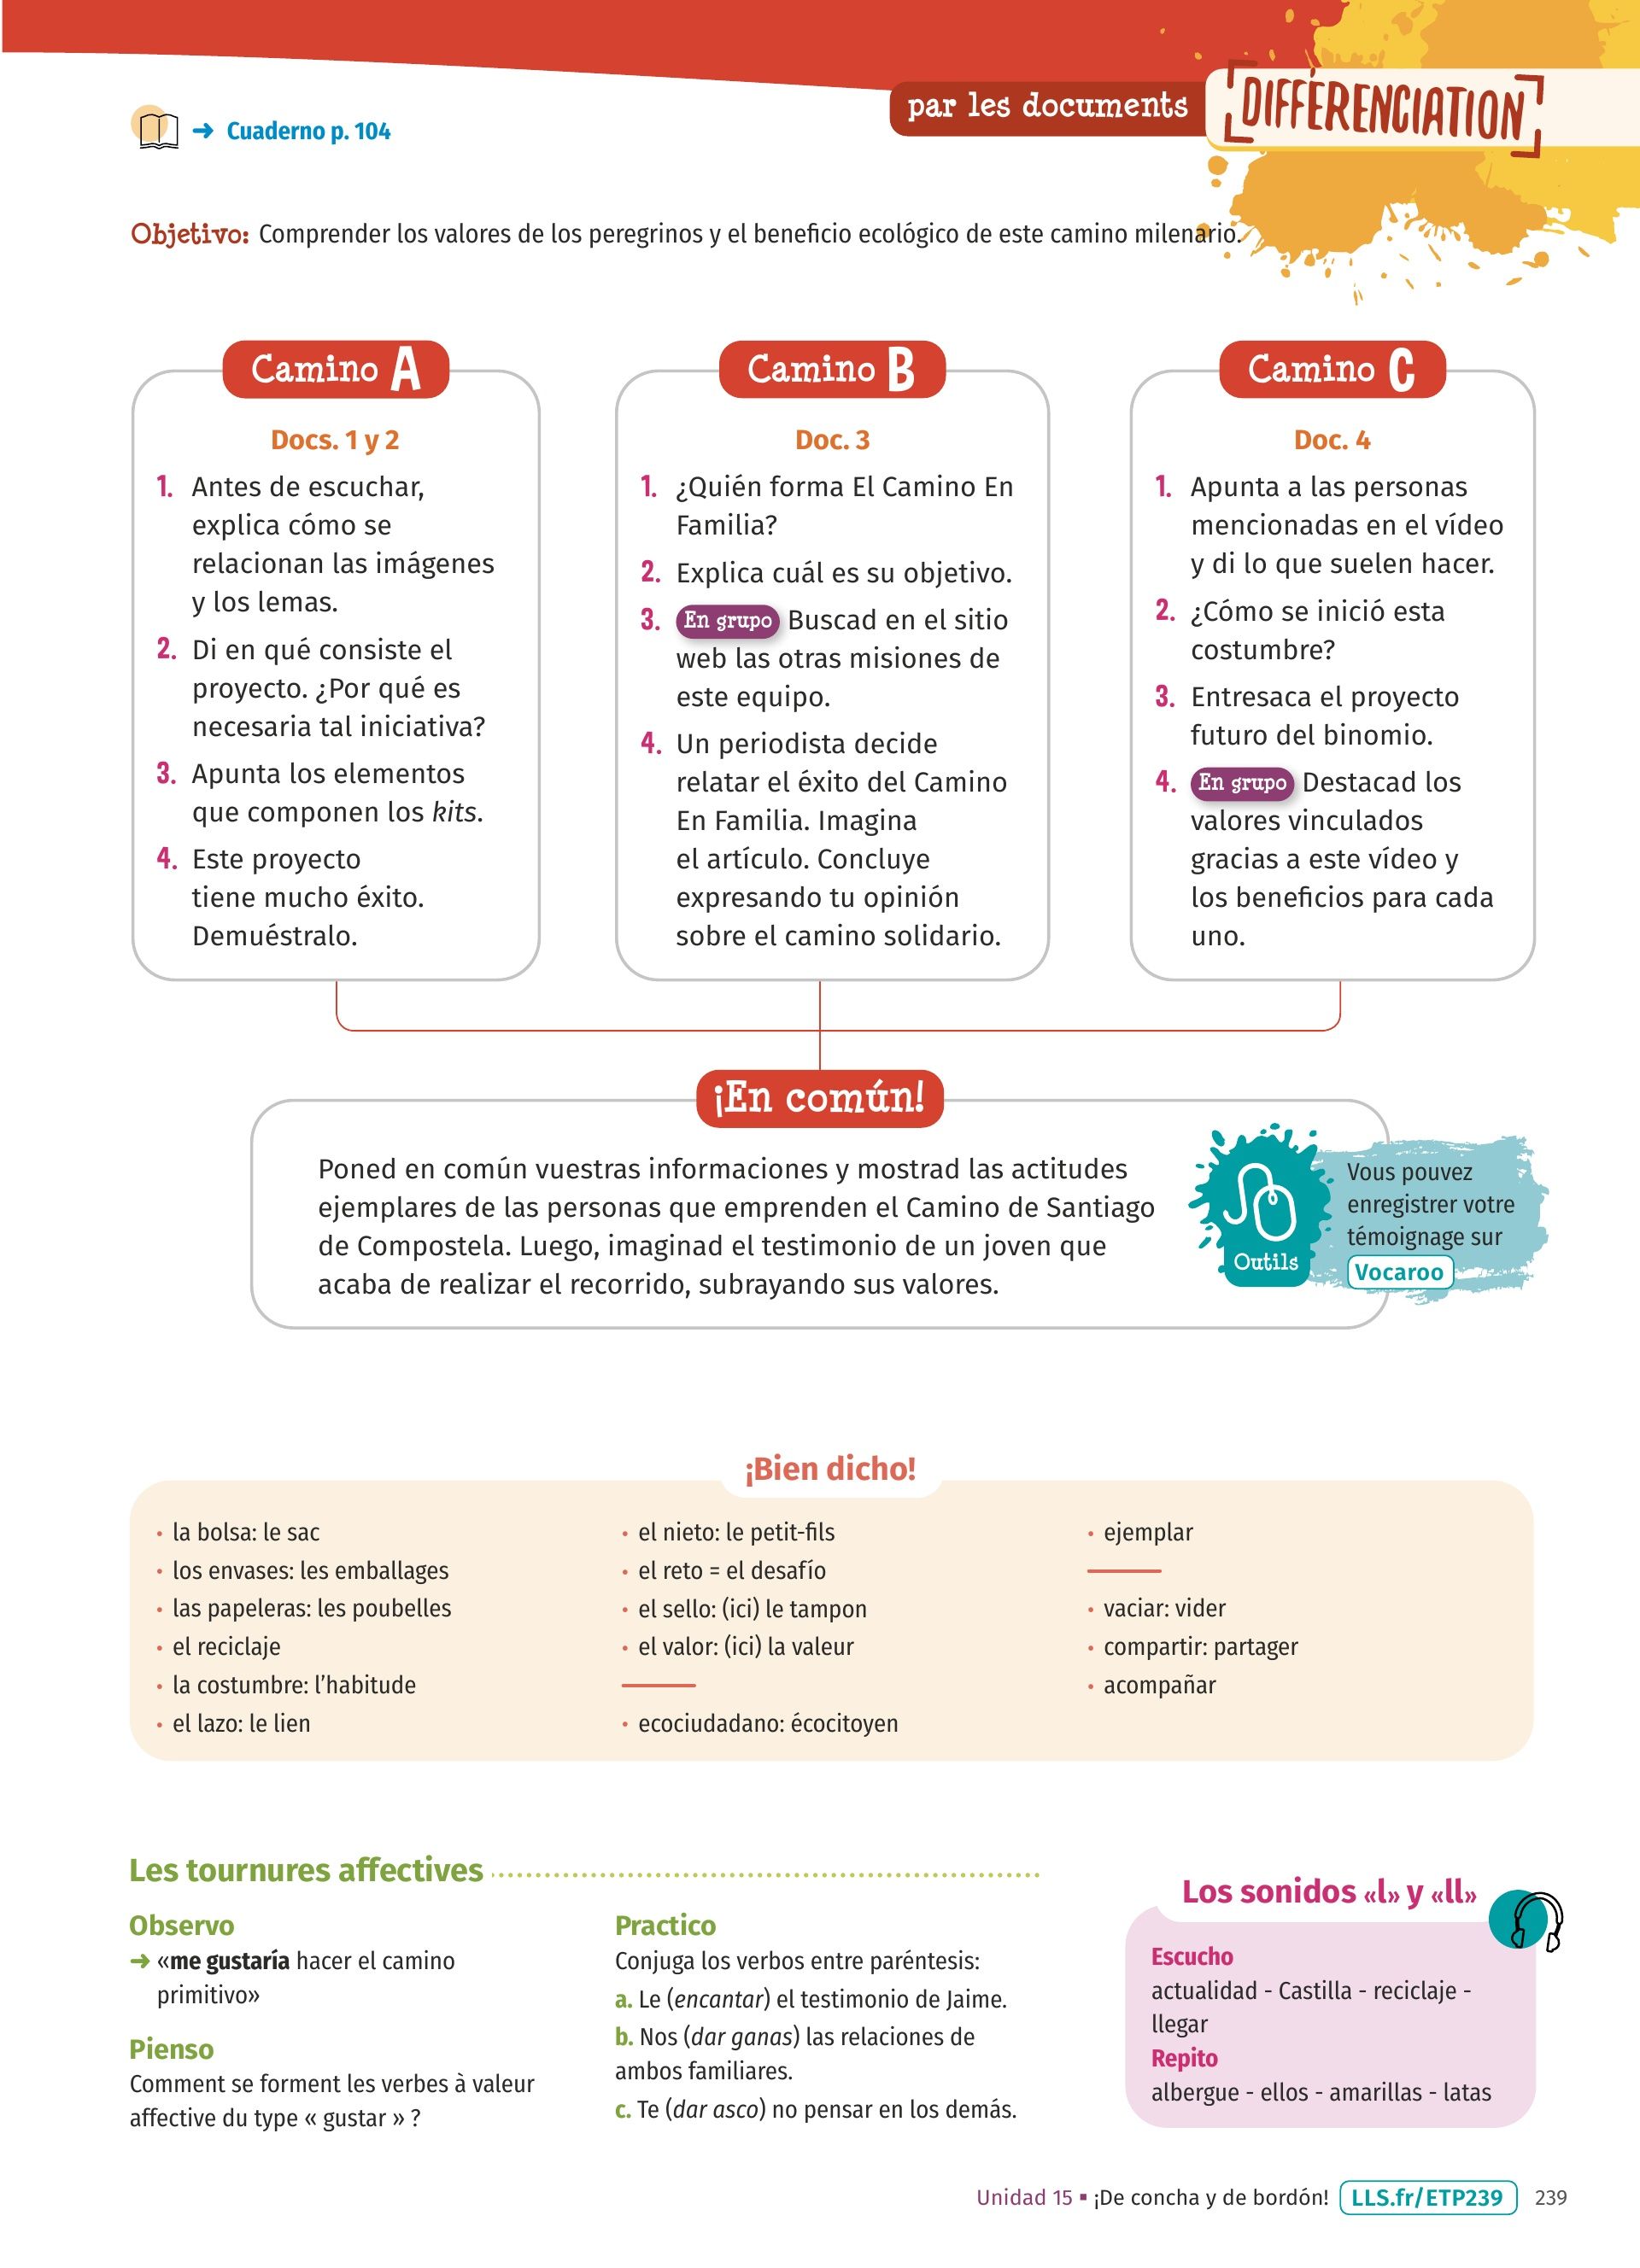 par les documents
DIFFÉRENCIATION
➜ Cuaderno p. 104
Objetivo: Comprender los valores de los peregrinos y el beneficio ecológico de este camino milenario.
Camino A
Docs. 1 y 2
1. Antes de escuchar,
explica cómo se
relacionan las imágenes
y los lemas.
2. Di en qué consiste el
proyecto. ¿Por qué es
necesaria tal iniciativa?
3. Apunta los elementos
que componen los kits.
4. Este proyecto
tiene mucho éxito.
Demuéstralo.
Camino B
Doc. 3
1. ¿Quién forma El Camino En
Familia?
2. Explica cuál es su objetivo.
3. En grupo Buscad en el sitio
web las otras misiones de
este equipo.
4. Un periodista decide
relatar el éxito del Camino
En Familia. Imagina
el artículo. Concluye
expresando tu opinión
sobre el camino solidario.
Camino C
Doc. 4
1. Apunta a las personas
mencionadas en el vídeo
y di lo que suelen hacer.
2. ¿Cómo se inició esta
costumbre?
3. Entresaca el proyecto
futuro del binomio.
4. En grupo Destacad los
valores vinculados
gracias a este vídeo y
los beneficios para cada
uno.
¡En común!
Poned en común vuestras informaciones y mostrad las actitudes
ejemplares de las personas que emprenden el Camino de Santiago
de Compostela. Luego, imaginad el testimonio de un joven que
acaba de realizar el recorrido, subrayando sus valores.
Outils
Vous pouvez
enregistrer votre
témoignage sur
Vocaroo
¡Bien dicho!
• la bolsa: le sac
• los envases: les emballages
• las papeleras: les poubelles
• el reciclaje
• la costumbre: l’habitude
• el lazo: le lien
• el nieto: le petit-fils
• el reto = el desafío
• el sello: (ici) le tampon
• el valor: (ici) la valeur
• ecociudadano: écocitoyen
• ejemplar
• vaciar: vider
• compartir: partager
• acompañar
Les tournures affectives
Observo
➜ «me gustaría hacer el camino
primitivo»
Pienso
Comment se forment les verbes à valeur
affective du type « gustar » ?
Practico
Conjuga los verbos entre paréntesis:
a. Le (encantar) el testimonio de Jaime.
b. Nos (dar ganas) las relaciones de
ambos familiares.
c. Te (dar asco) no pensar en los demás.
Los sonidos «l» y «ll»
Escucho
actualidad - Castilla - reciclaje -
llegar
Repito
albergue - ellos - amarillas - latas
Unidad 15 ▪ ¡De concha y de bordón! LLS.fr/ETP239 239